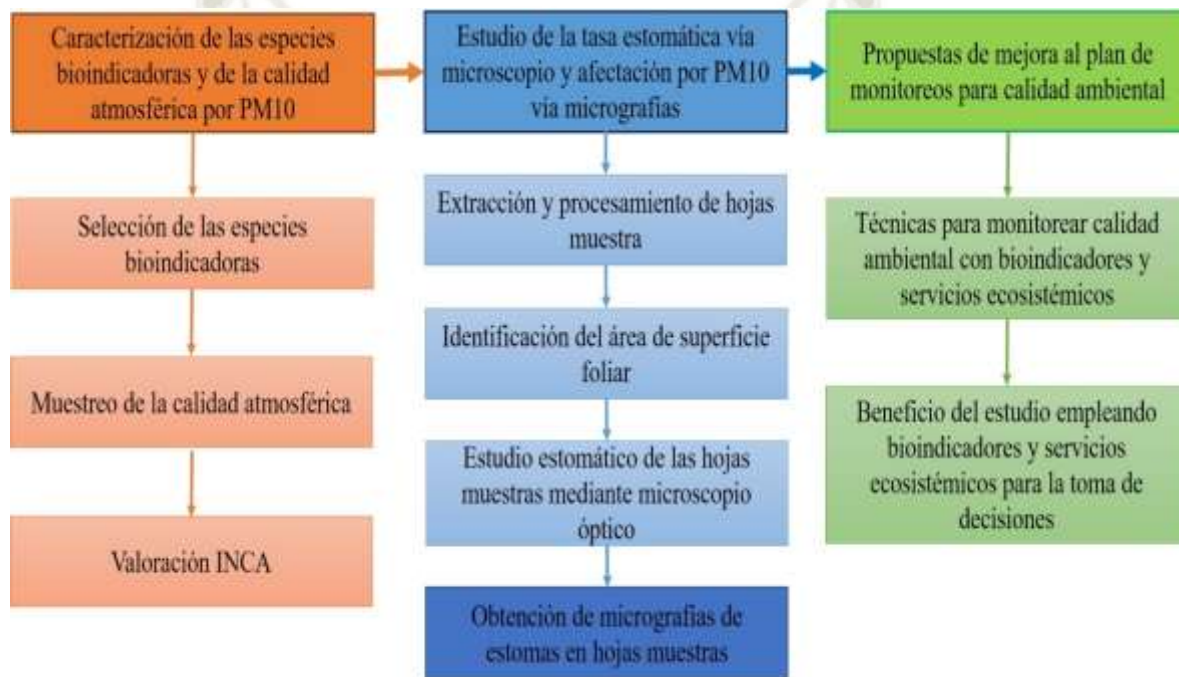 Caracterización de las especies
bioindicadoras y de la calidad
atmosférica por PM10
Selección de las especies
bioindicadoras
Muestreo de la calidad atmosférica
Valoración INCA
Estudio de la tasa estomática vía
microscopio y afectación por PM10
vía micrografías
Extracción y procesamiento de hojas
muestra
Identificación del área de superficie
foliar
Estudio estomático de las hojas
muestras mediante microscopio
óptico
Obtención de micrografías de
estomas en hojas muestras
Propuestas de mejora al plan de
monitoreos para calidad ambiental
Técnicas para monitorear calidad
ambiental con bioindicadores y
servicios ecosistémicos
Beneficio del estudio empleando
bioindicadores y servicios
ecosistémicos para la toma de
decisiones